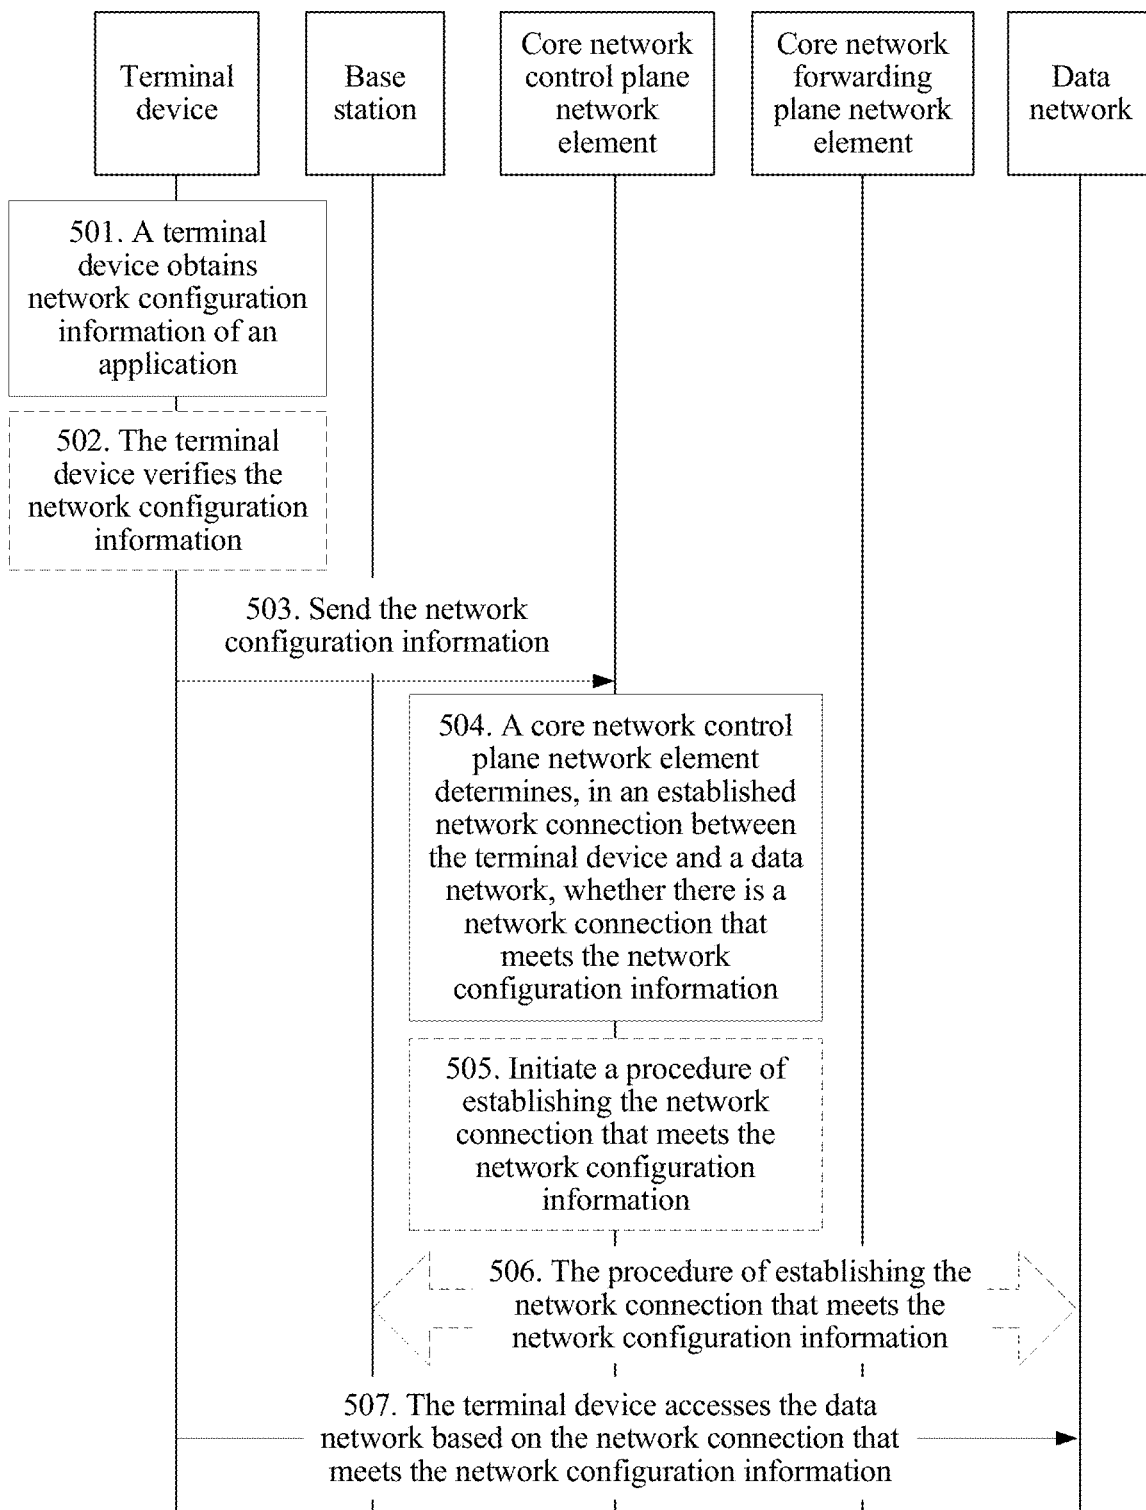 Terminal
device
Base
station
Core network
control plane
network
element
Core network
forwarding
plane network
element
Data
network
501. A terminal
device obtains
network configuration
information of an
application
502. The terminal
device verifies the
network configuration
information
503. Send the network
configuration information
504. A core network control
plane network element
determines, in an established
network connection between
the terminal device and a data
network, whether there is a
network connection that
meets the network
configuration information
505. Initiate a procedure of
establishing the network
connection that meets the
network configuration
information
506. The procedure of establishing the
network connection that meets the
network configuration information
507. The terminal device accesses the data
network based on the network connection that
meets the network configuration information